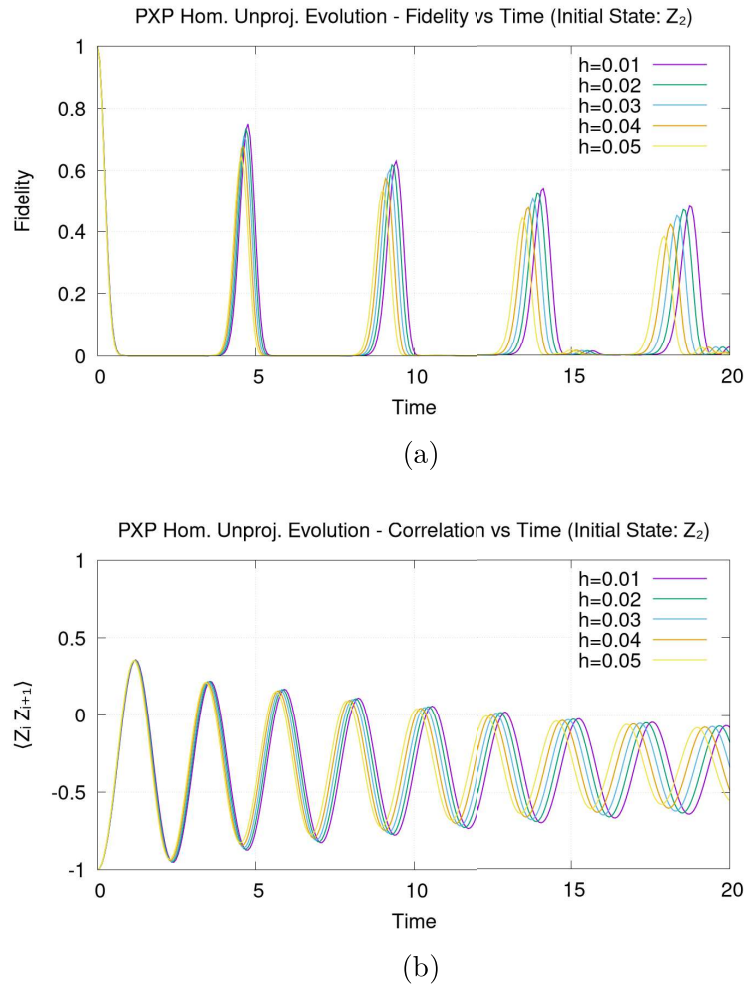 PXP Hom. Unproj. Evolution - Fidelity vs Time (Initial State: Z₂)
1
0.8
0.6
0.4
0.2
0
Fidelity
h=0.01
h=0.02
h=0.03
h=0.04
h=0.05
0 5 10 15 20
Time
(a)
PXP Hom. Unproj. Evolution - Correlation vs Time (Initial State: Z₂)
1
0.5
0
-0.5
-1
⟨Zᵢ Zᵢ₊₁⟩
h=0.01
h=0.02
h=0.03
h=0.04
h=0.05
0 5 10 15 20
Time
(b)